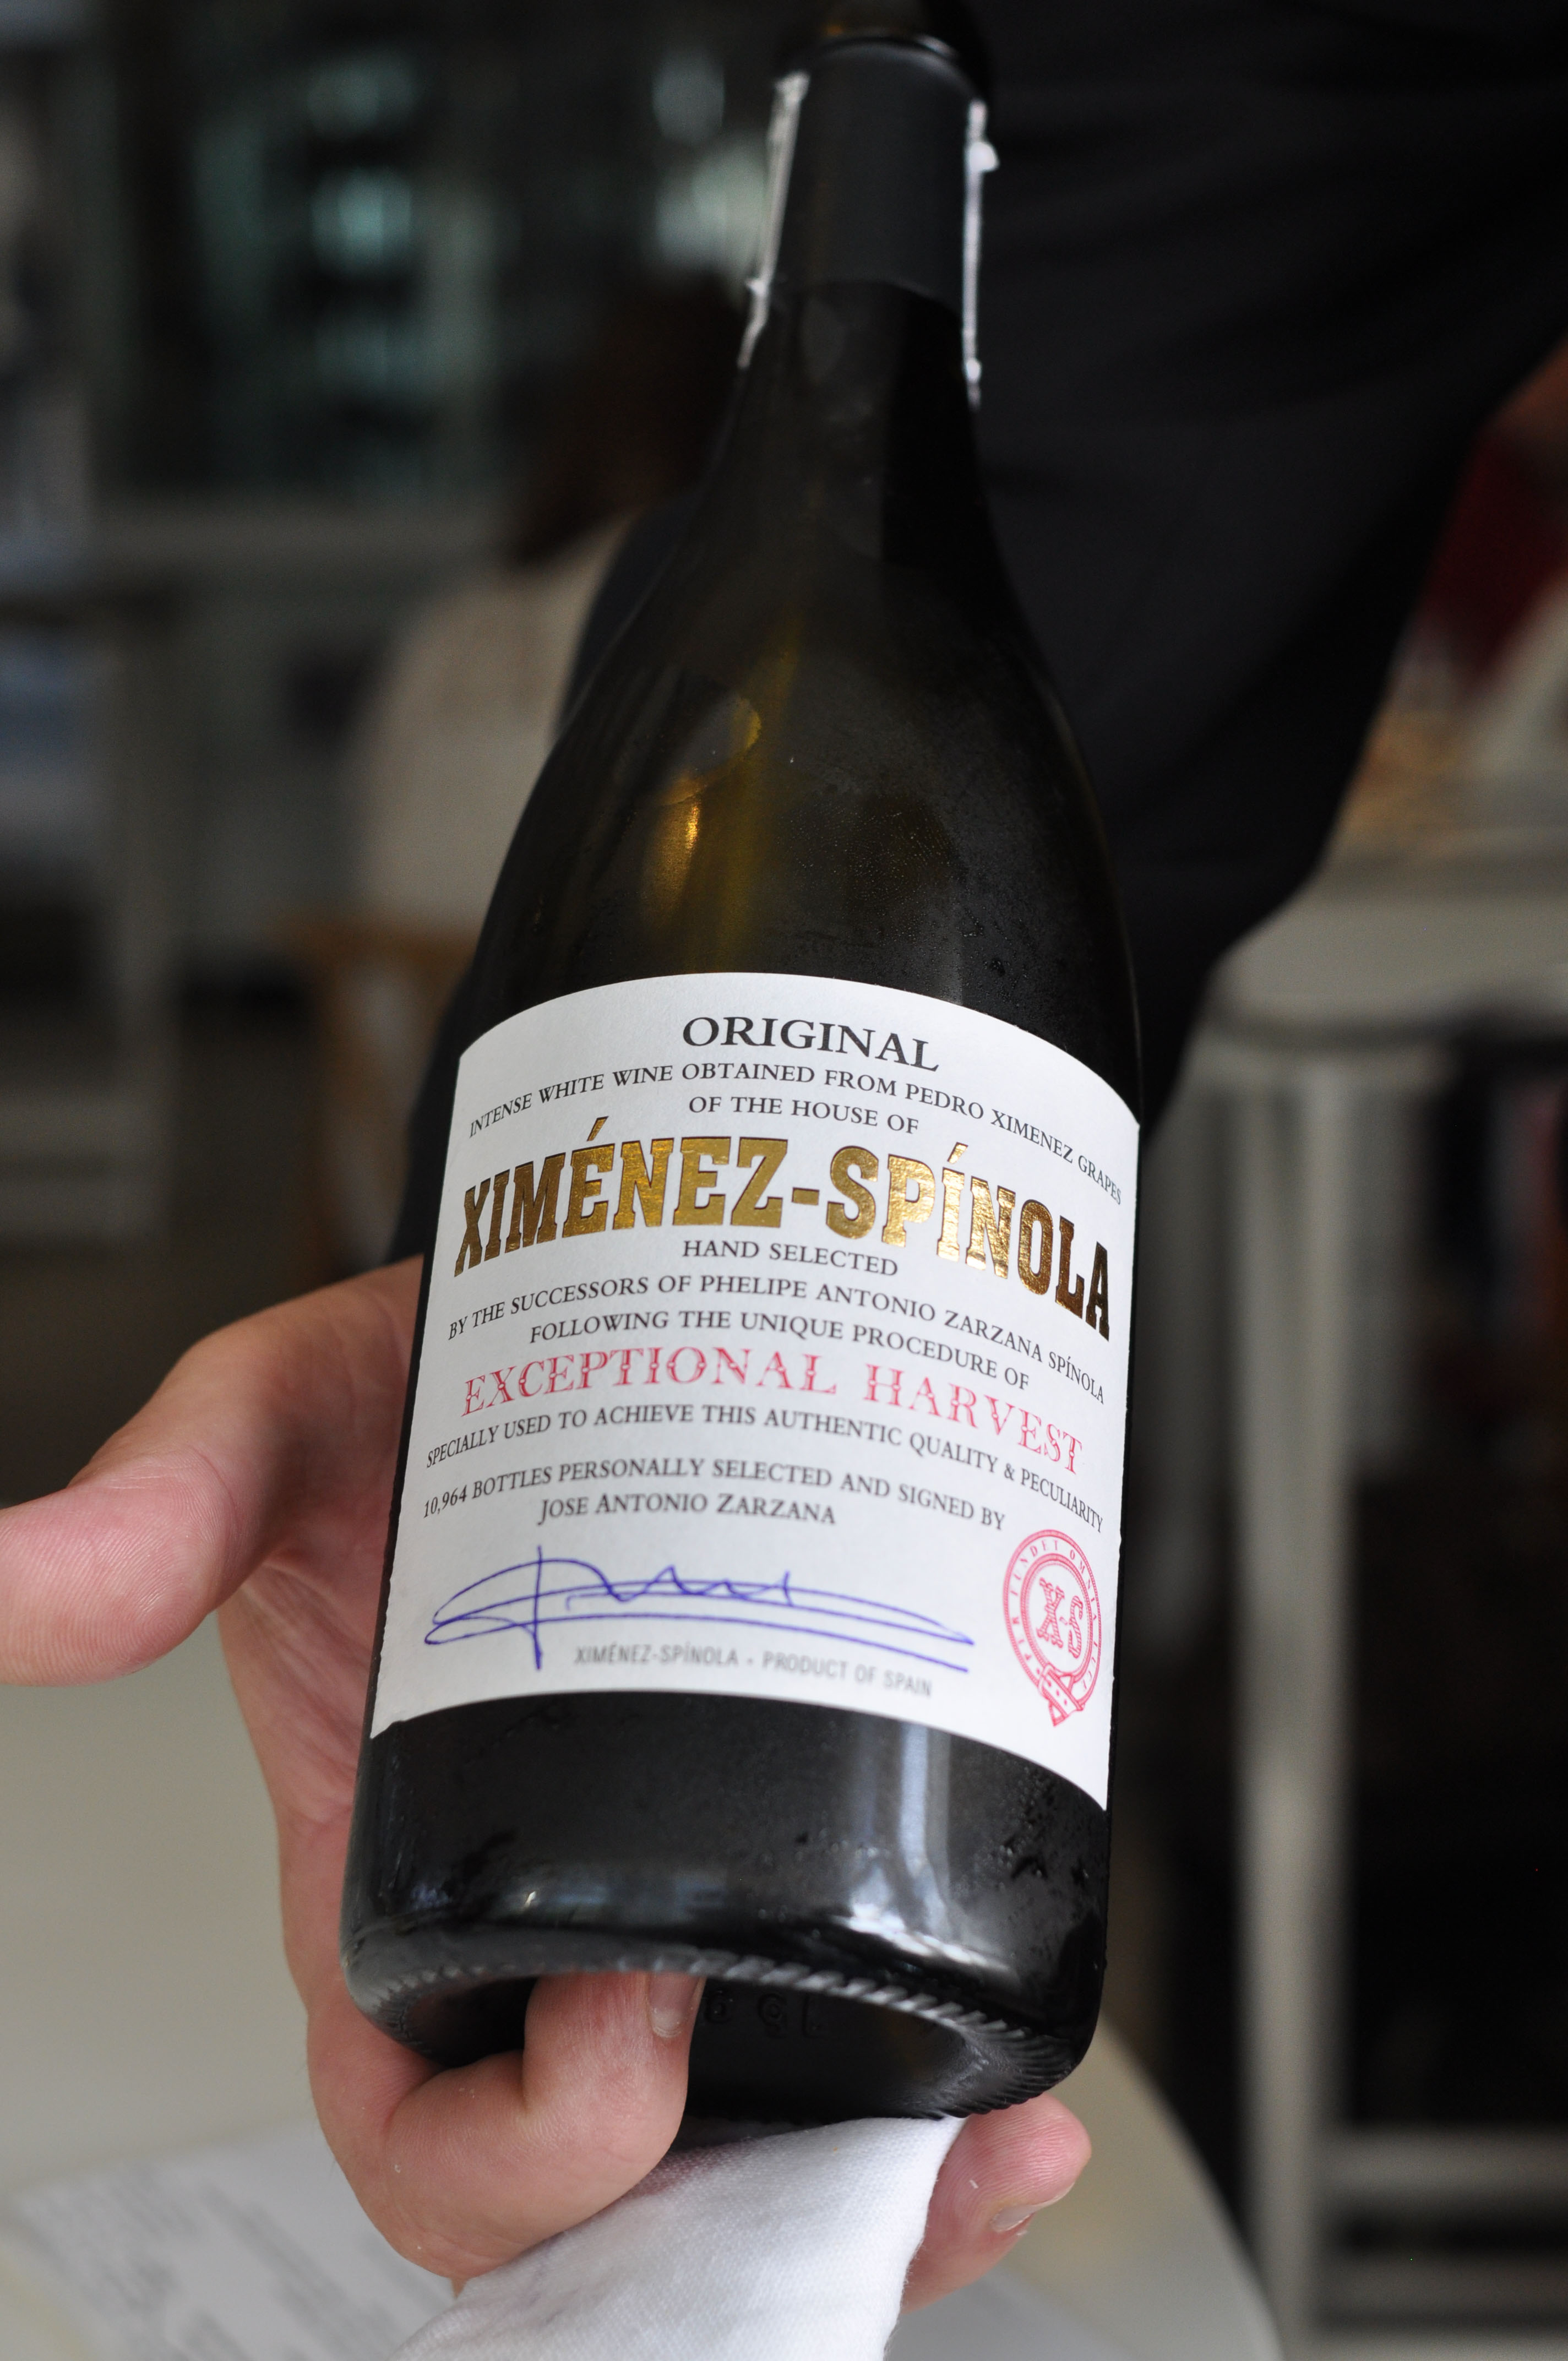 ORIGINAL
INTENSE WHITE WINE OBTAINED FROM PEDRO XIMENEZ GRAPES
OF THE HOUSE OF
XIMÉNEZ-SPÍNOLA
HAND SELECTED
BY THE SUCCESSORS OF PHELIPE ANTONIO ZARZANA SPÍNOLA
FOLLOWING THE UNIQUE PROCEDURE OF
EXCEPTIONAL HARVEST
SPECIALLY USED TO ACHIEVE THIS AUTHENTIC QUALITY & PECULIARITY
10,964 BOTTLES PERSONALLY SELECTED AND SIGNED BY
JOSE ANTONIO ZARZANA
XS
XIMÉNEZ-SPÍNOLA - PRODUCT OF SPAIN